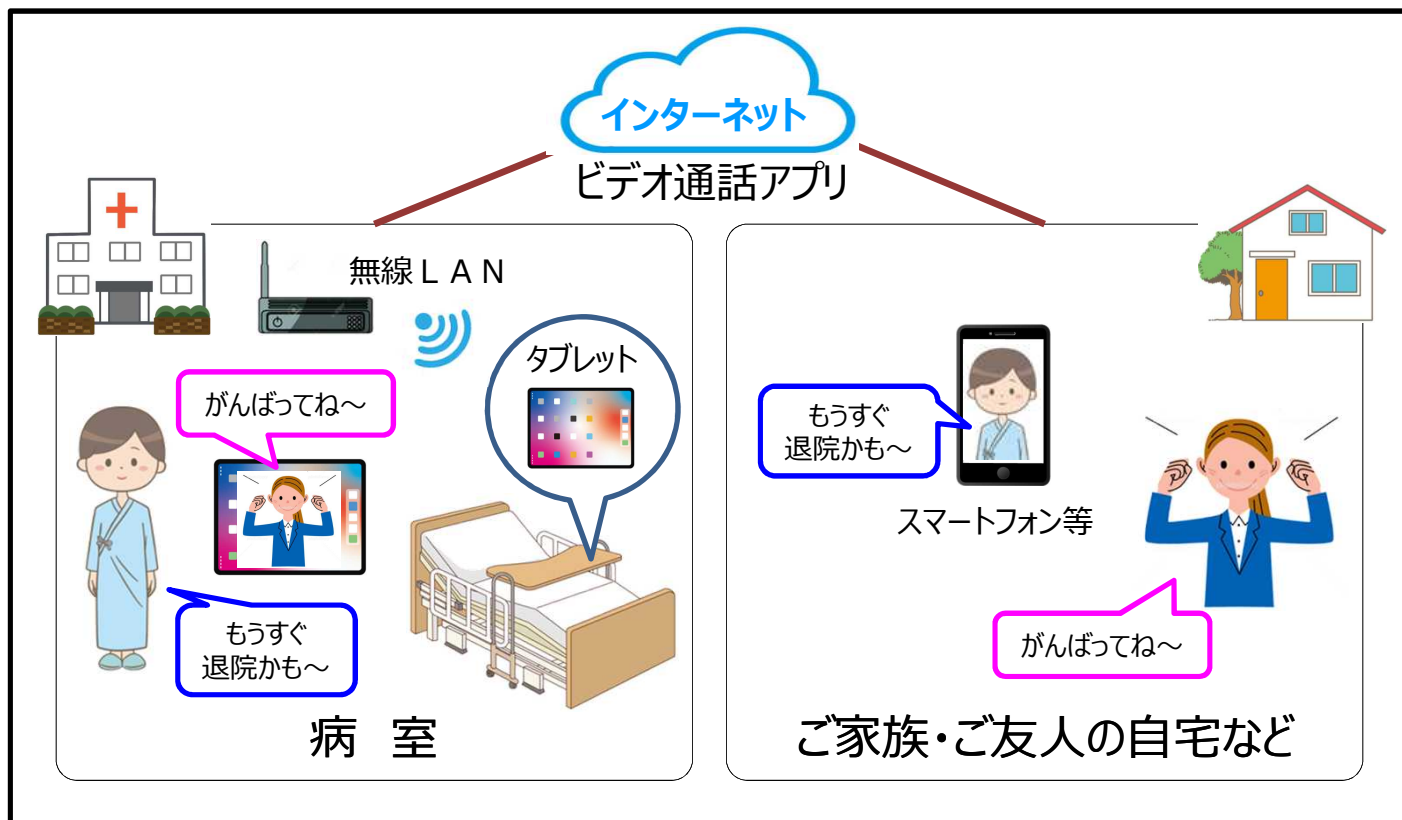 インターネット
ビデオ通話アプリ
無線ＬＡＮ
タブレット
がんばってね～
もうすぐ
退院かも～
病　室
もうすぐ
退院かも～
スマートフォン等
がんばってね～
ご家族・ご友人の自宅など